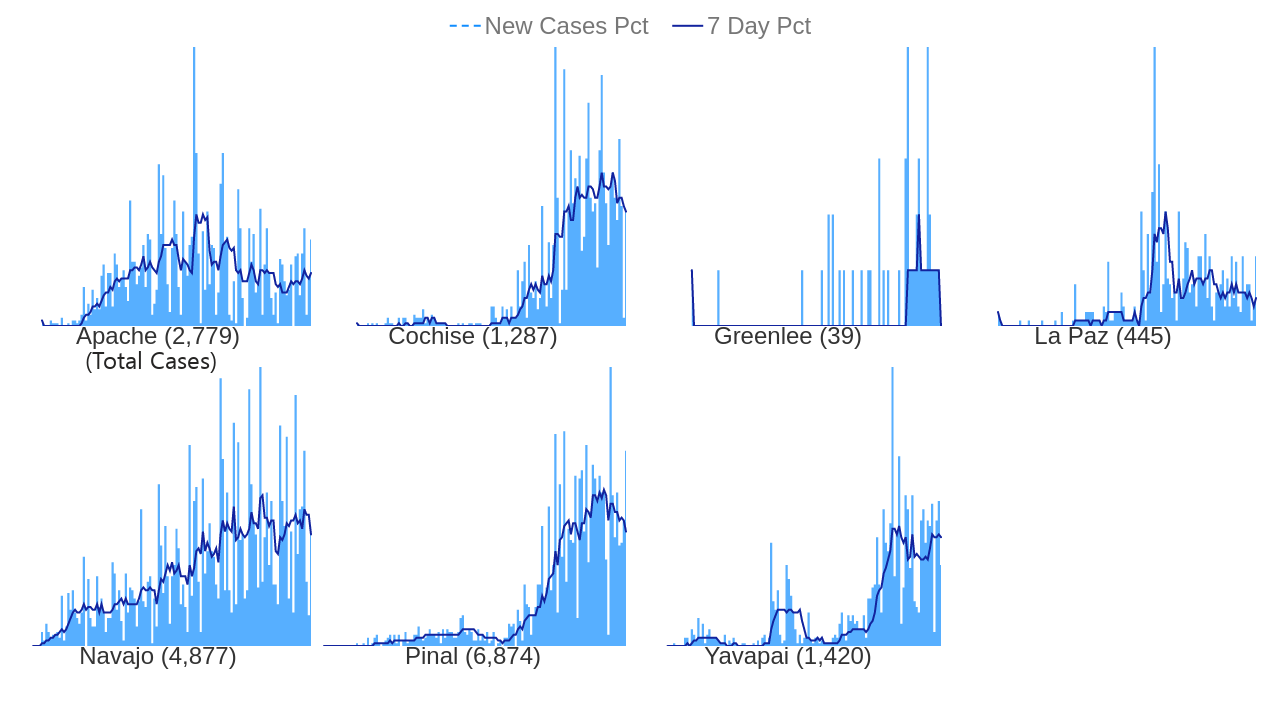 New Cases Pct 7 Day Pct
Apache (2,779) Cochise (1,287) Greenlee (39) La Paz (445)
(Total Cases)
Navajo (4,877) Pinal (6,874) Yavapai (1,420)